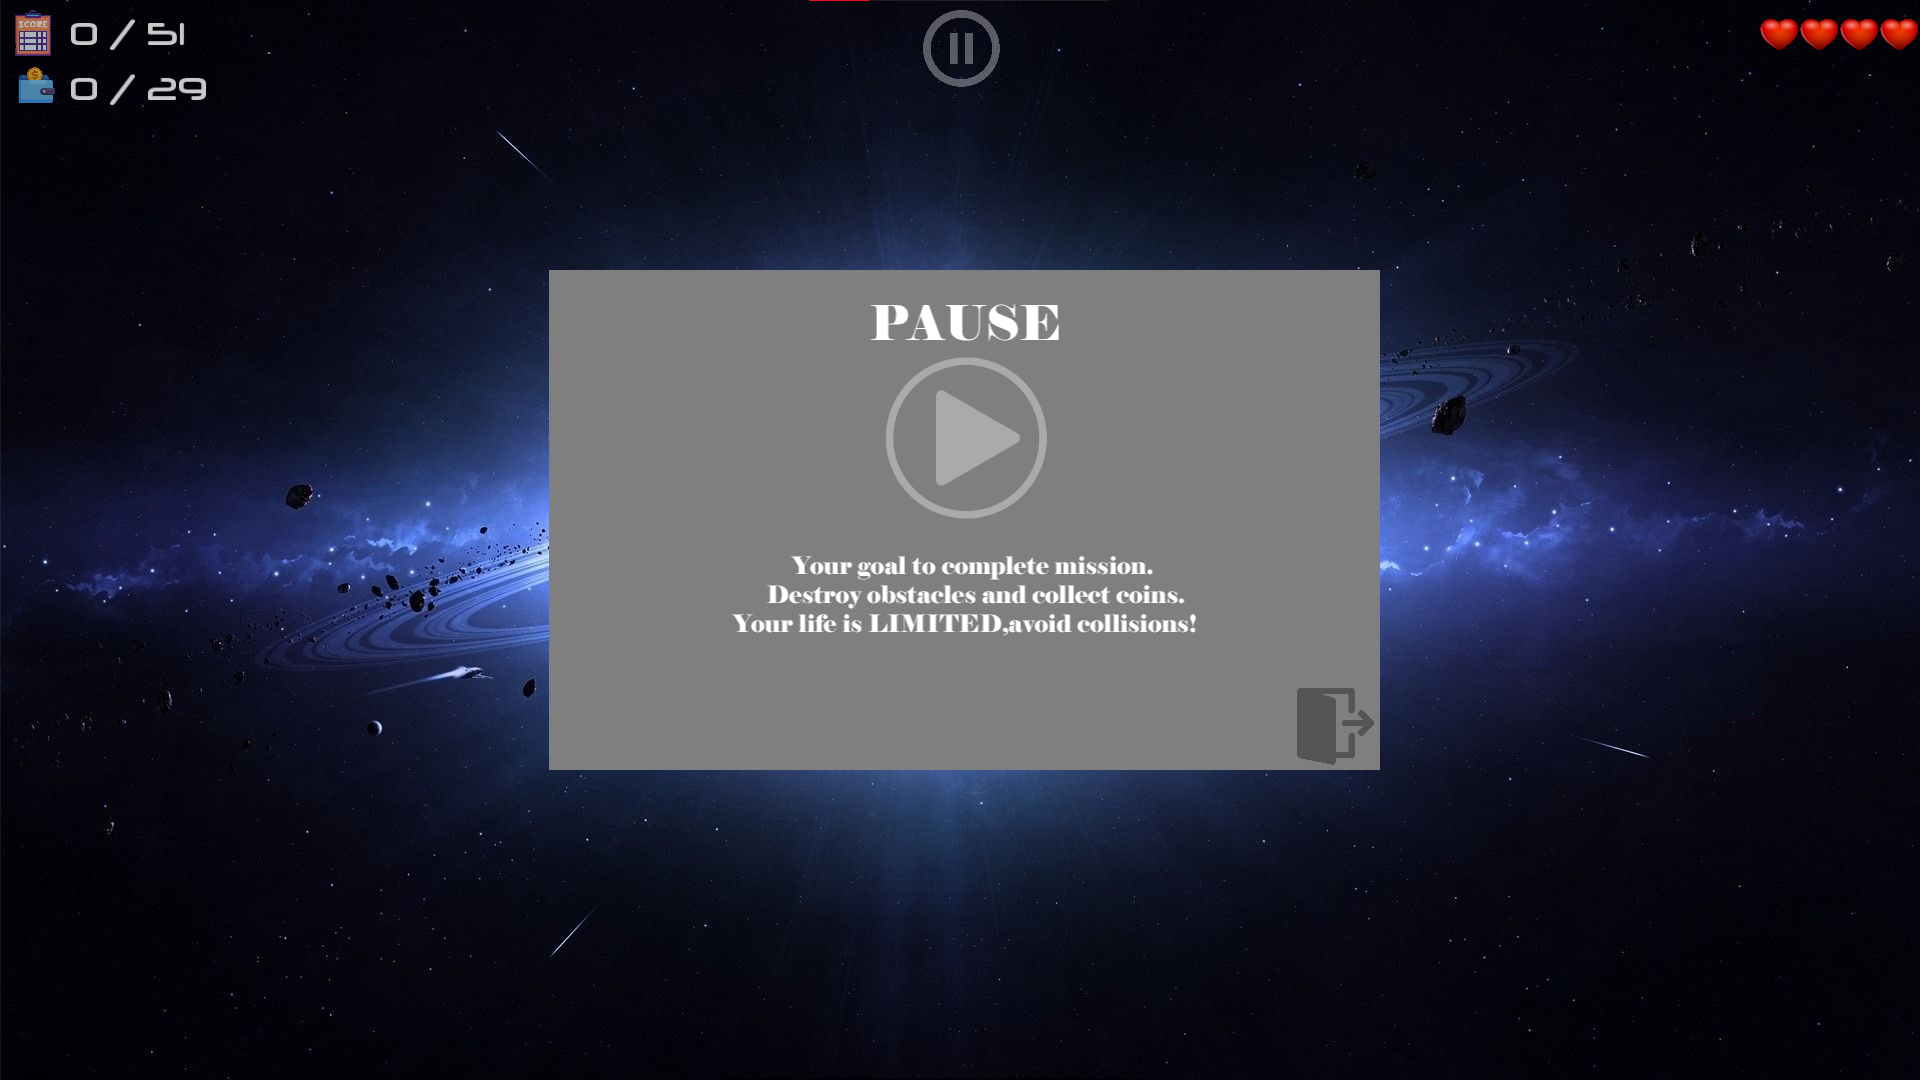 SCORE
0 / 51
0 / 29
PAUSE
Your goal to complete mission.
Destroy obstacles and collect coins.
Your life is LIMITED,avoid collisions!